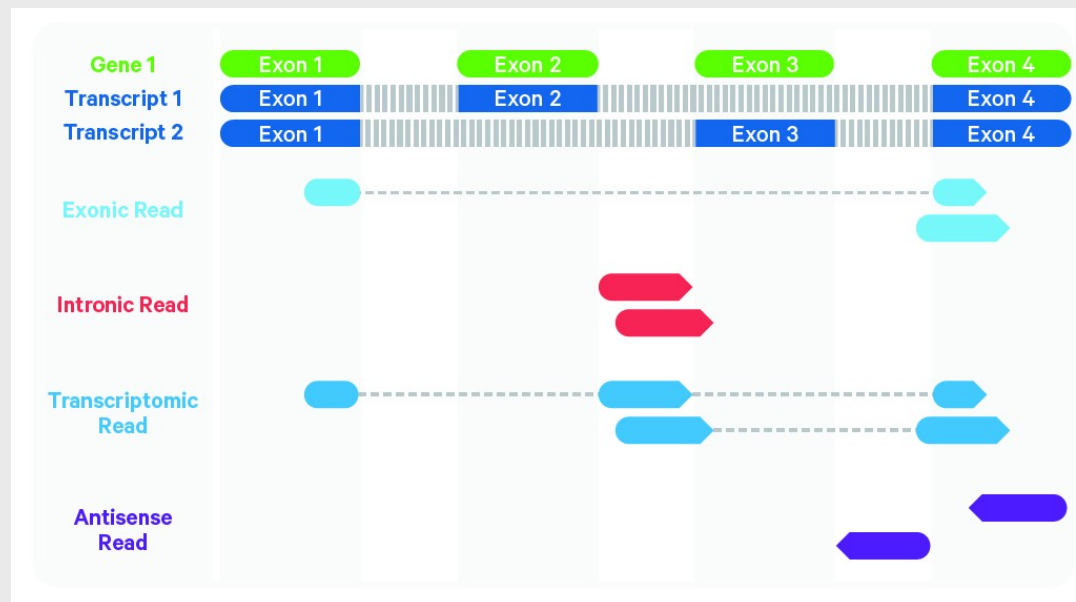 Gene 1 Exon 1 Exon 2 Exon 3 Exon 4
Transcript 1 Exon 1 Exon 2 Exon 4
Transcript 2 Exon 1 Exon 3 Exon 4
Exonic Read
Intronic Read
Transcriptomic
Read
Antisense
Read